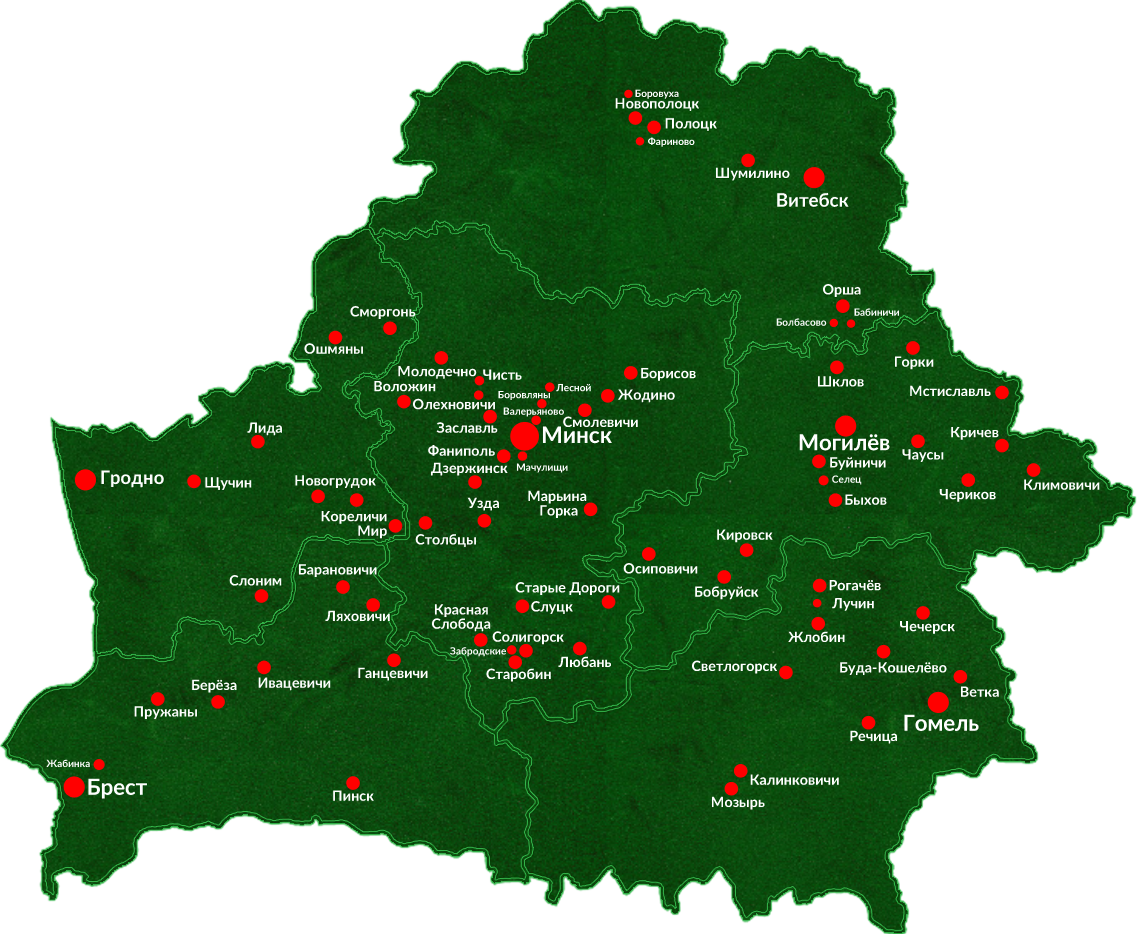 Боровуха
Новополоцк
Полоцк
Фариново
Шумилино
Витебск
Орша
Бабиничи
Болбасово
Сморгонь
Ошмяны
Горки
Молодечно
Чисть
Шклов
Борисов
Воложин
Лесной
Мстиславль
Боровляны
Жодино
Олехновичи
Валерьяново
Смолевичи
Заславль
Минск
Лида
Могилёв
Кричев
Фаниполь
Чаусы
Буйничи
Дзержинск
Мачулищи
Гродно
Щучин
Новогрудок
Селец
Климовичи
Чериков
Узда
Марьина
Горка
Быхов
Кореличи
Мир
Столбцы
Кировск
Барановичи
Осиповичи
Слоним
Старые Дороги
Бобруйск
Рогачёв
Лучин
Ляховичи
Красная
Слобода
Слуцк
Чечерск
Жлобин
Солигорск
Забродские
Любань
Светлогорск
Буда-Кошелёво
Ганцевичи
Старобин
Берёза
Ивацевичи
Ветка
Пружаны
Гомель
Речица
Жабинка
Брест
Калинковичи
Пинск
Мозырь